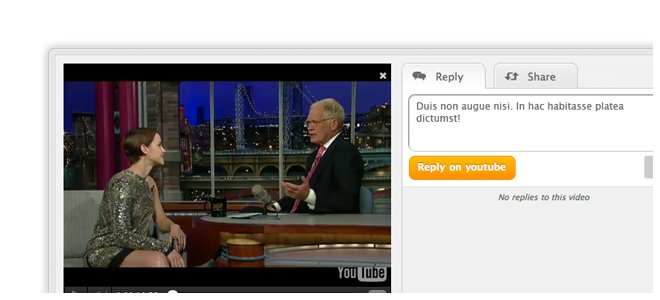 Reply
Share
Duis non augue nisi. In hac habitasse platea
dictumst!
Reply on youtube
No replies to this video
YouTube